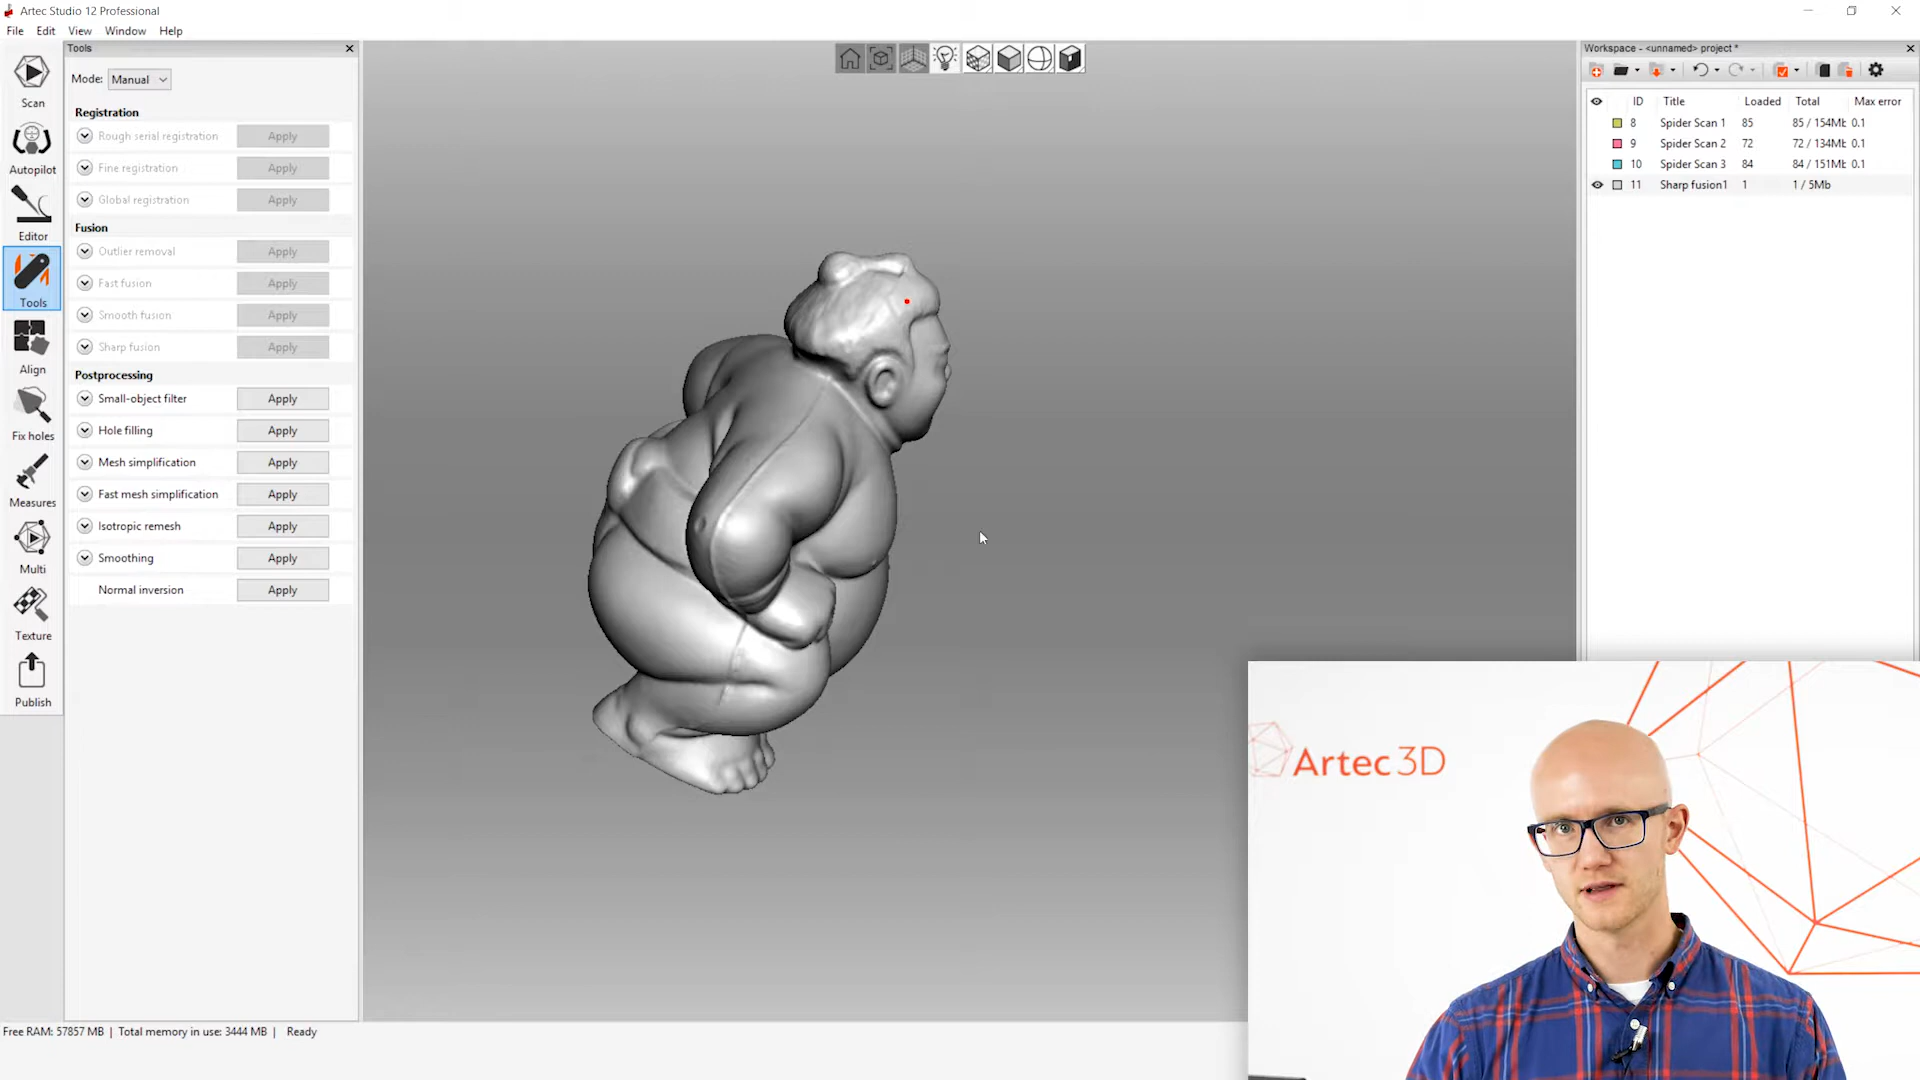 Artec Studio 12 Professional
File Edit View Window Help
Tools
Mode: Manual
Registration
Rough serial registration Apply
Fine registration Apply
Global registration Apply
Fusion
Outlier removal Apply
Fast fusion Apply
Smooth fusion Apply
Sharp fusion Apply
Postprocessing
Small-object filter Apply
Hole filling Apply
Mesh simplification Apply
Fast mesh simplification Apply
Isotropic remesh Apply
Smoothing Apply
Normal inversion Apply
Scan
Autopilot
Editor
Tools
Align
Fix holes
Measures
Multi
Texture
Publish
Workspace - <unnamed> project *
ID Title Loaded Total Max error
8 Spider Scan 1 85 85 / 154Mb 0.1
9 Spider Scan 2 72 72 / 134Mb 0.1
10 Spider Scan 3 84 84 / 151Mb 0.1
11 Sharp fusion1 1 1 / 5Mb
Artec 3D
Free RAM: 57857 MB | Total memory in use: 3444 MB | Ready